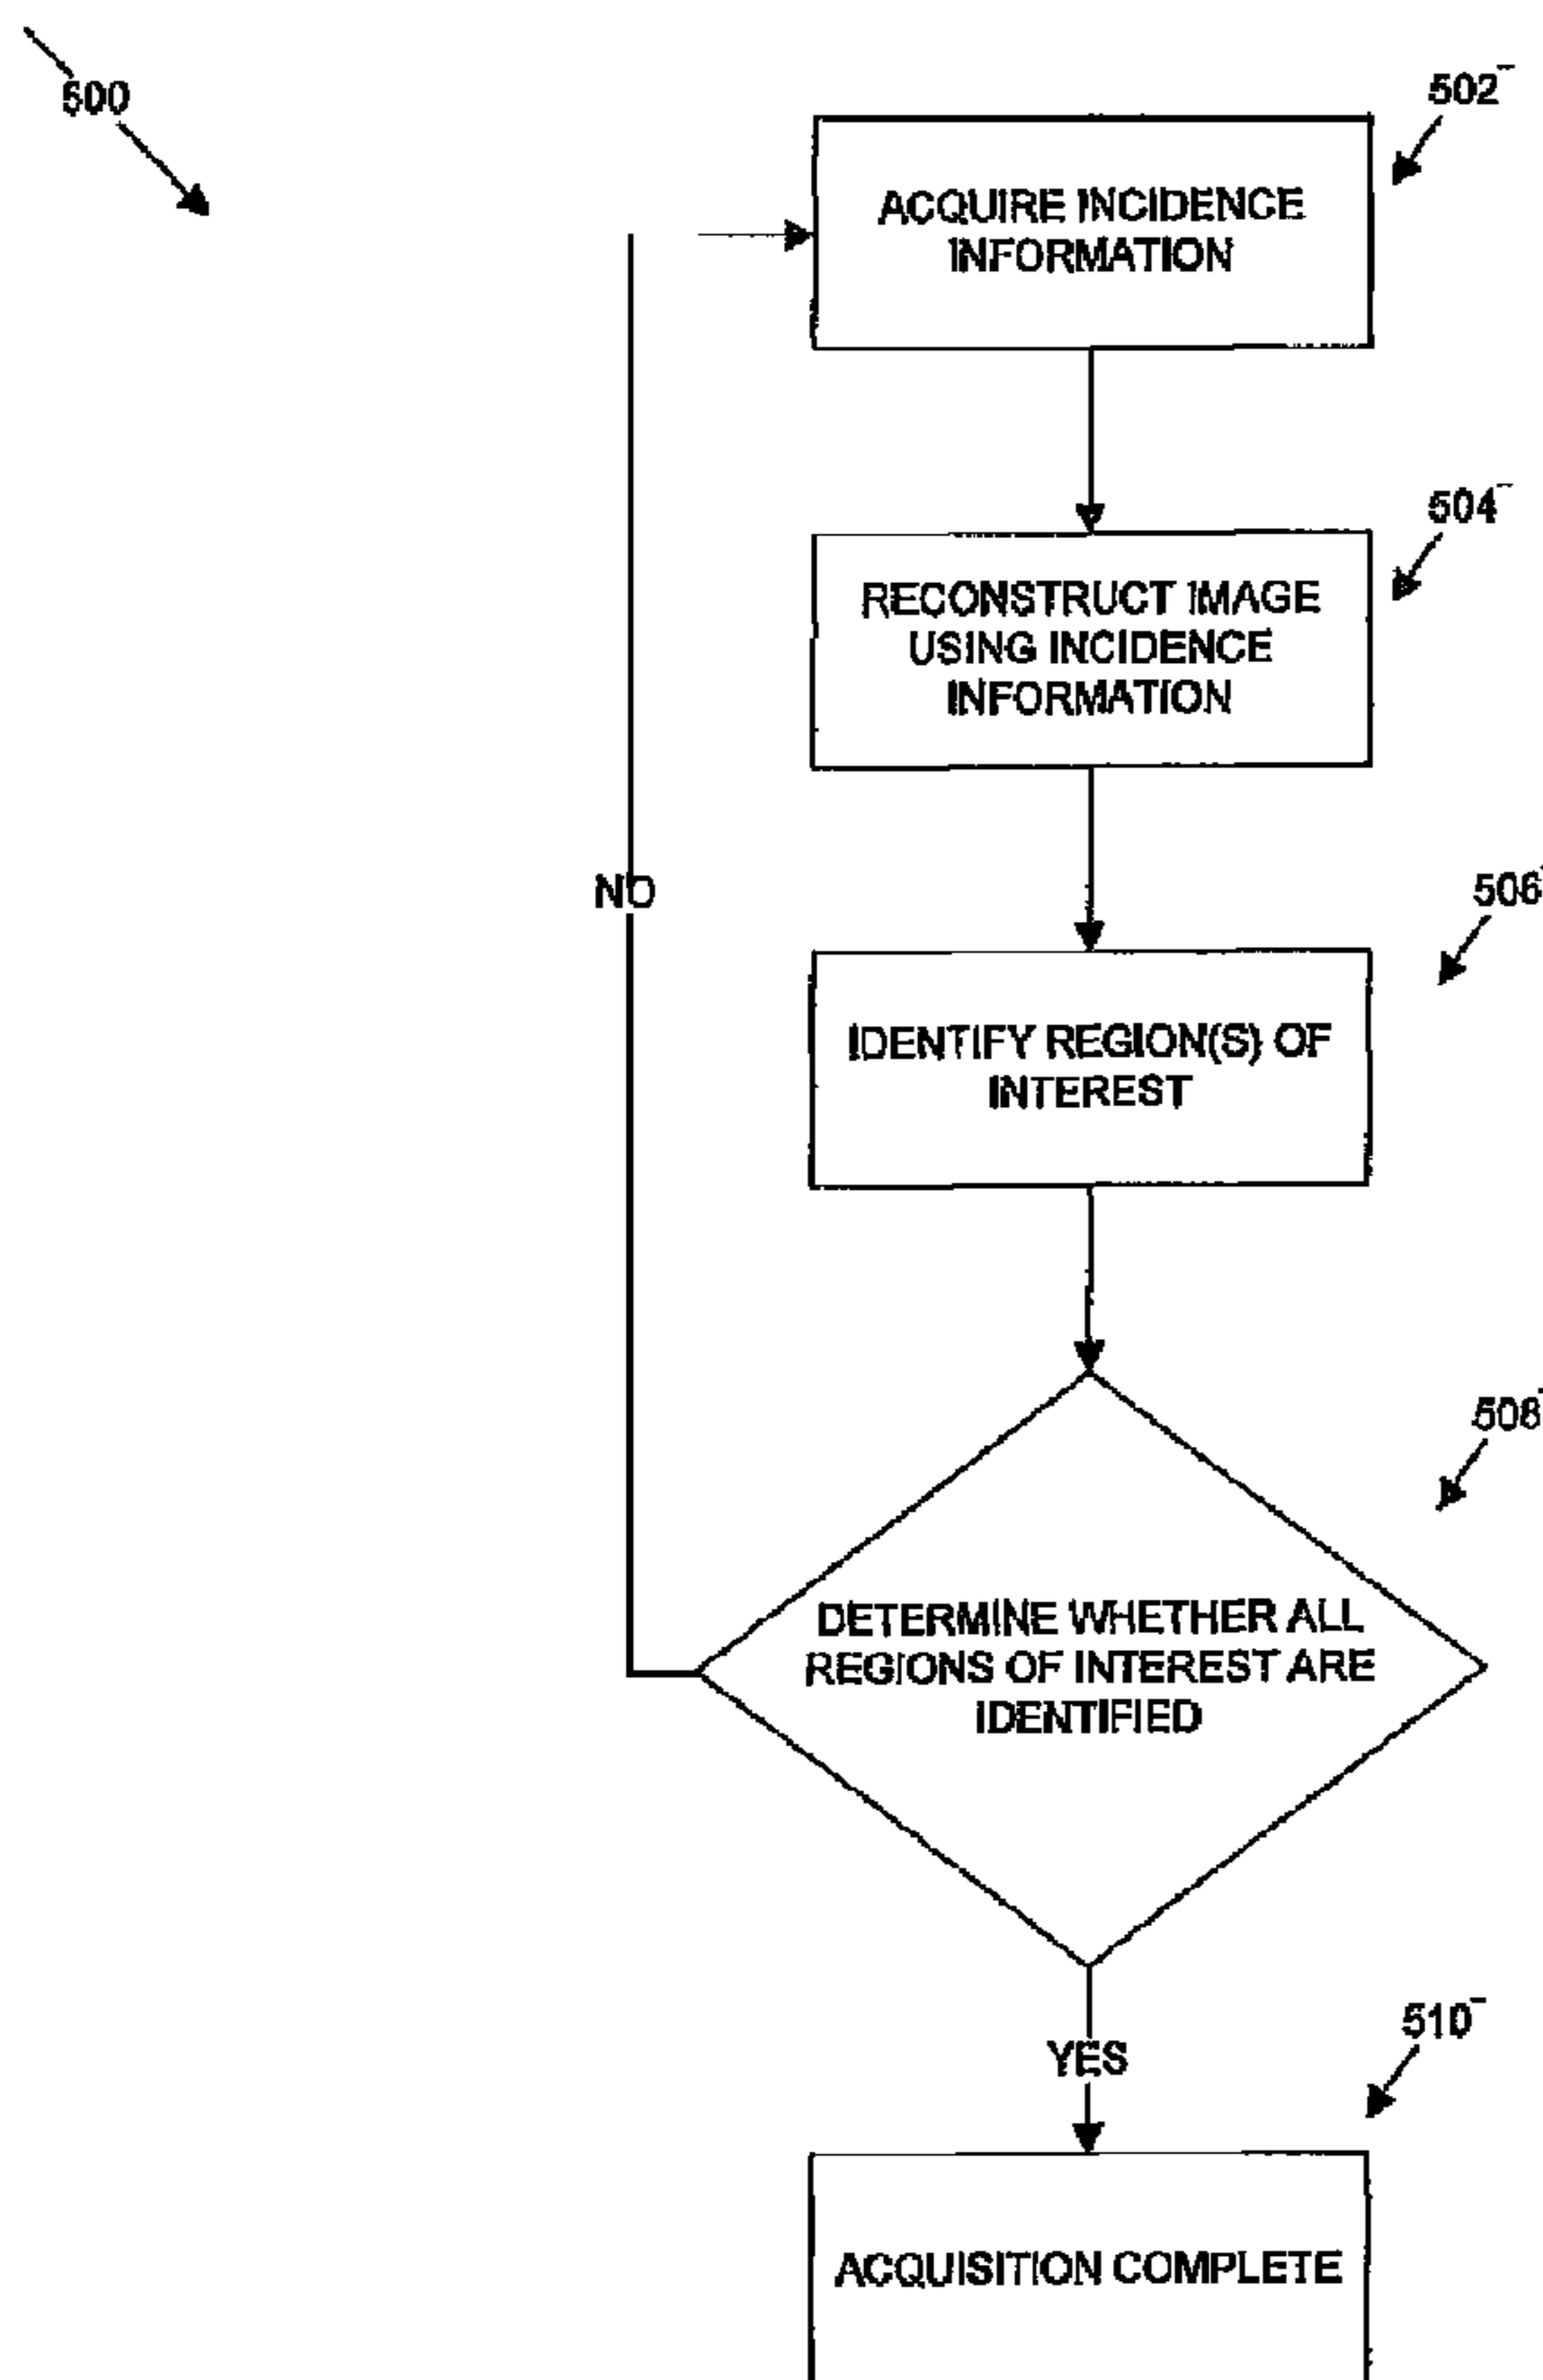 500
502
ACQUIRE INCIDENCE
INFORMATION
504
RECONSTRUCT IMAGE
USING INCIDENCE
INFORMATION
NO
506
IDENTIFY REGION(S) OF
INTEREST
508
DETERMINE WHETHER ALL
REGIONS OF INTEREST ARE
IDENTIFIED
510
YES
ACQUISITION COMPLETE